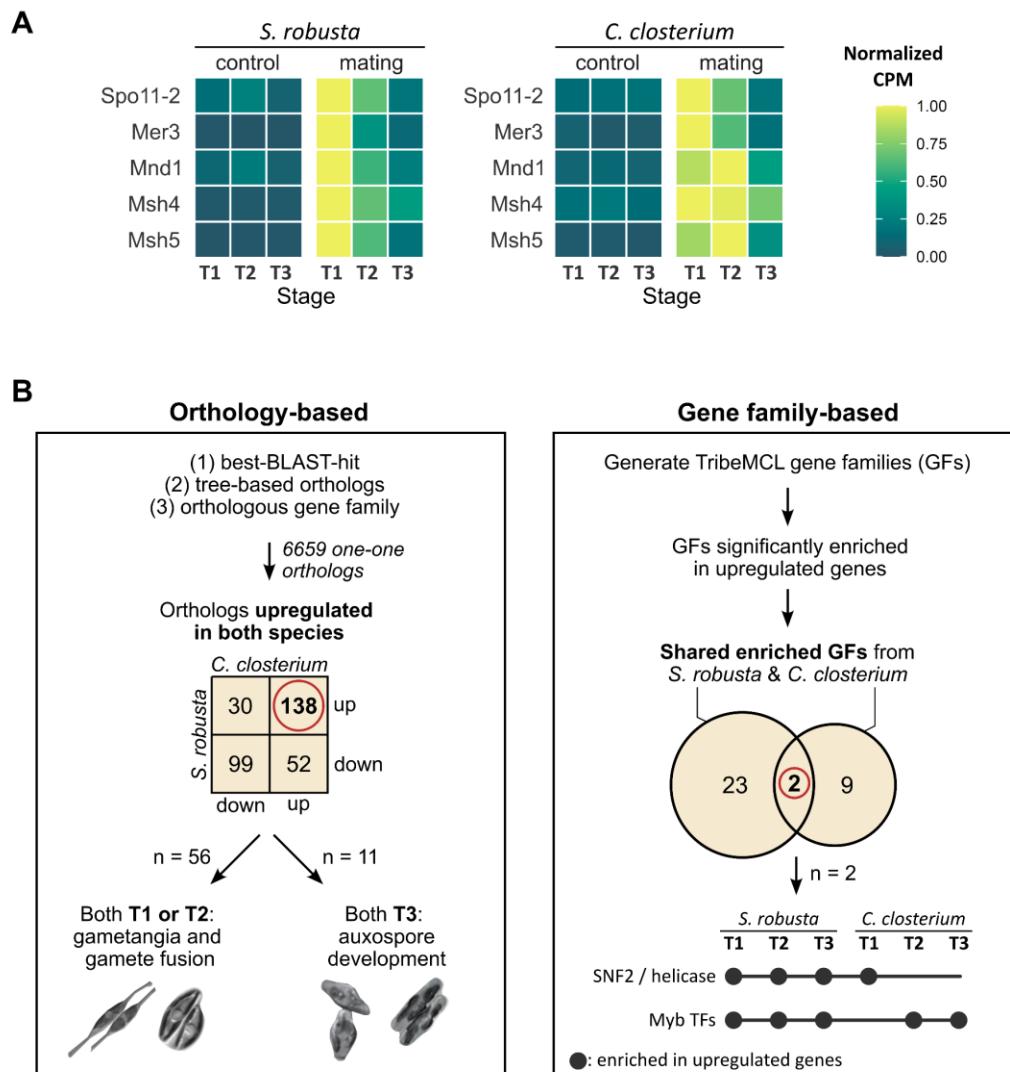 A
S. robusta
C. closterium
control
mating
control
mating
Normalized
CPM
Spo11-2
Mer3
Mnd1
Msh4
Msh5
Spo11-2
Mer3
Mnd1
Msh4
Msh5
1.00
0.75
0.50
0.25
0.00
T1 T2 T3 T1 T2 T3
Stage
T1 T2 T3 T1 T2 T3
Stage
B
Orthology-based
(1) best-BLAST-hit
(2) tree-based orthologs
(3) orthologous gene family
6659 one-one
orthologs
Orthologs upregulated
in both species
C. closterium
S. robusta
30 138 up
99 52 down
down up
n = 56
n = 11
Both T1 or T2:
gametangia and
gamete fusion
Both T3:
auxospore
development
Gene family-based
Generate TribeMCL gene families (GFs)
GFs significantly enriched
in upregulated genes
Shared enriched GFs from
S. robusta & C. closterium
23 2 9
n = 2
S. robusta C. closterium
T1 T2 T3 T1 T2 T3
SNF2 / helicase
Myb TFs
: enriched in upregulated genes